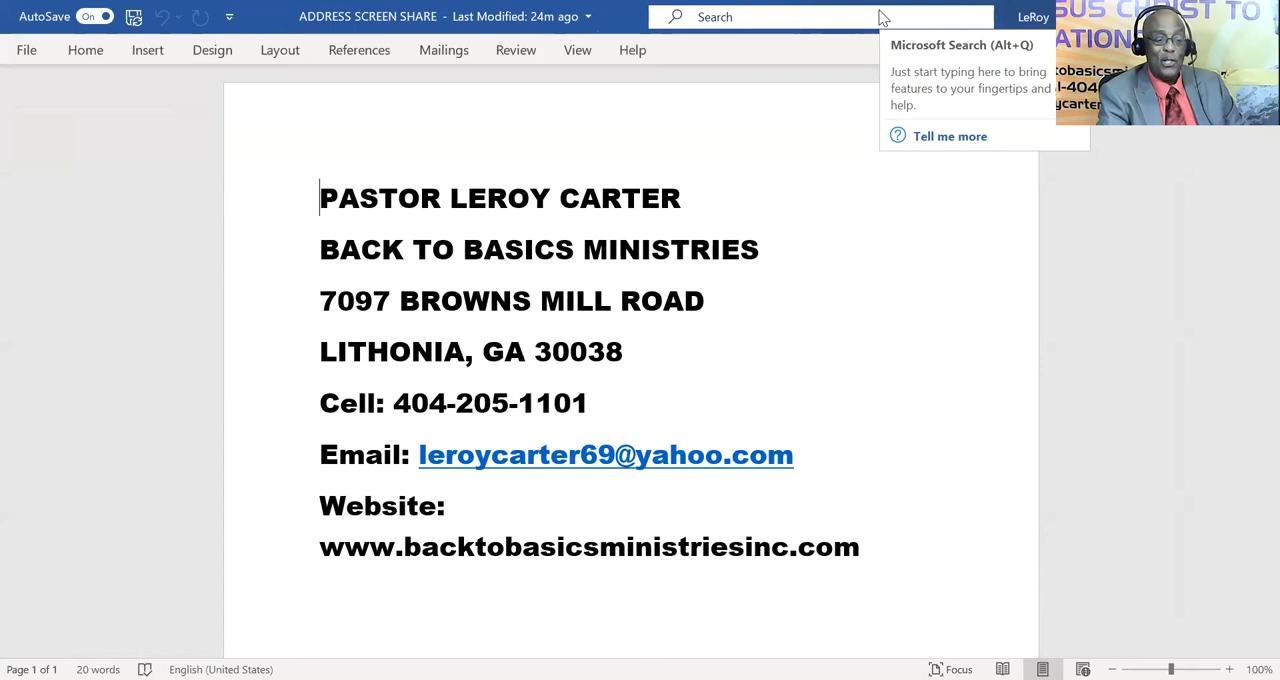 AutoSave On
ADDRESS SCREEN SHARE - Last Modified: 24m ago
Search
LeRoy
File Home Insert Design Layout References Mailings Review View Help
Microsoft Search (Alt+Q)
Just start typing here to bring
features to your fingertips and
help.
Tell me more
SUS CHRIST TO
ATION
PASTOR LEROY CARTER
BACK TO BASICS MINISTRIES
7097 BROWNS MILL ROAD
LITHONIA, GA 30038
Cell: 404-205-1101
Email: leroycarter69@yahoo.com
Website:
www.backtobasicsministriesinc.com
Page 1 of 1 20 words English (United States) Focus 100%